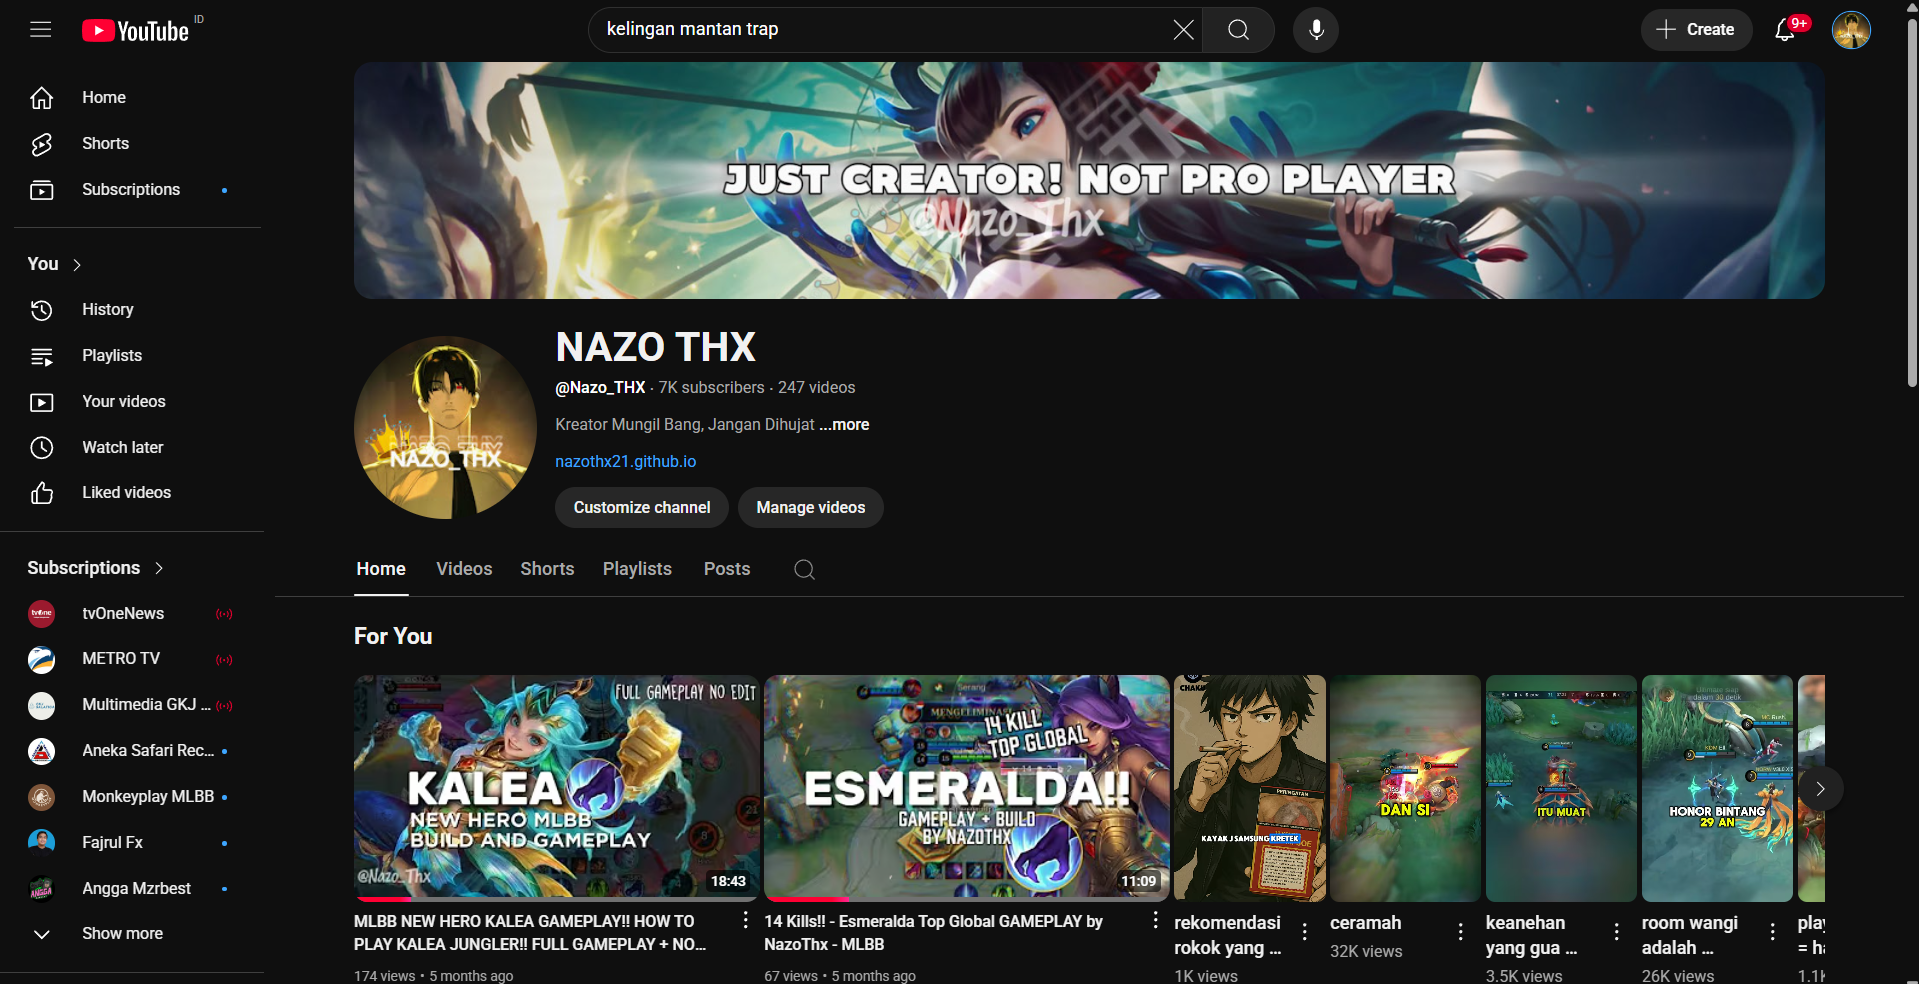 YouTube ID
kelingan mantan trap
Create
9+
Home
Shorts
Subscriptions
You
History
Playlists
Your videos
Watch later
Liked videos
Subscriptions
tvOneNews
METRO TV
Multimedia GKJ ...
Aneka Safari Rec...
Monkeyplay MLBB
Fajrul Fx
Angga Mzrbest
Show more
JUST CREATOR! NOT PRO PLAYER
@Nazo_Thx
NAZO_THX
NAZO THX
@Nazo_THX · 7K subscribers · 247 videos
Kreator Mungil Bang, Jangan Dihujat ...more
nazothx21.github.io
Customize channel
Manage videos
Home
Videos
Shorts
Playlists
Posts
For You
FULL GAMEPLAY NO EDIT
KALEA
NEW HERO MLBB
BUILD AND GAMEPLAY
@Nazo_Thx
18:43
MLBB NEW HERO KALEA GAMEPLAY!! HOW TO
PLAY KALEA JUNGLER!! FULL GAMEPLAY + NO...
174 views • 5 months ago
Serang
MENGELIMINASI
14 KILL
TOP GLOBAL
ESMERALDA!!
GAMEPLAY + BUILD
BY NAZOTHX
11:09
14 Kills!! - Esmeralda Top Global GAMEPLAY by
NazoThx - MLBB
67 views • 5 months ago
PERINGATAN
KAYAK J SAMSUNG KRETEK
rekomendasi
rokok yang ...
1K views
DAN SI
ceramah
32K views
ITU MUAT
keanehan
yang gua ...
3.5K views
HONOR BINTANG
29 AN
room wangi
adalah ...
26K views
play
= ha
1.1K